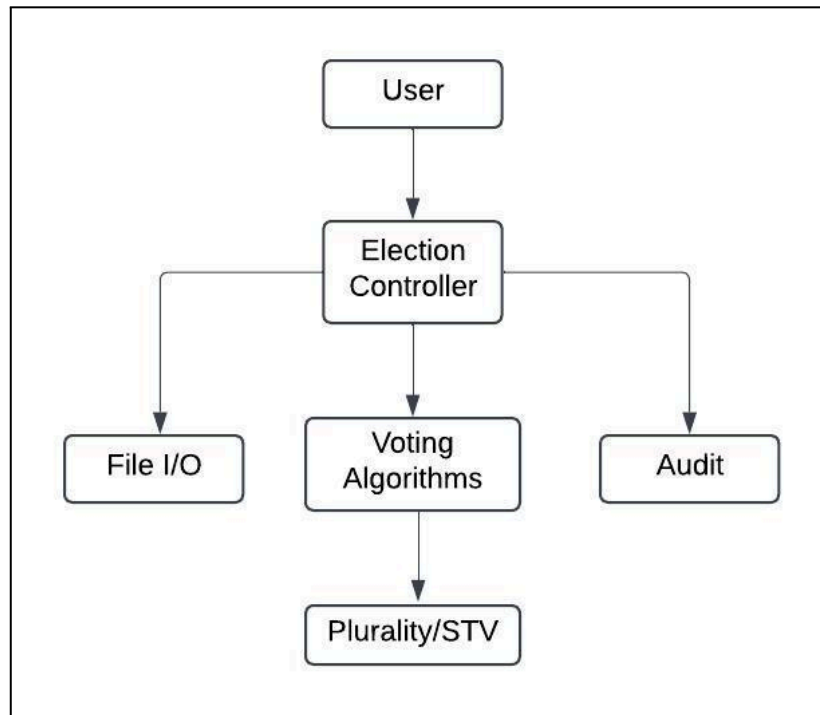 User
Election
Controller
File I/O
Voting
Algorithms
Audit
Plurality/STV